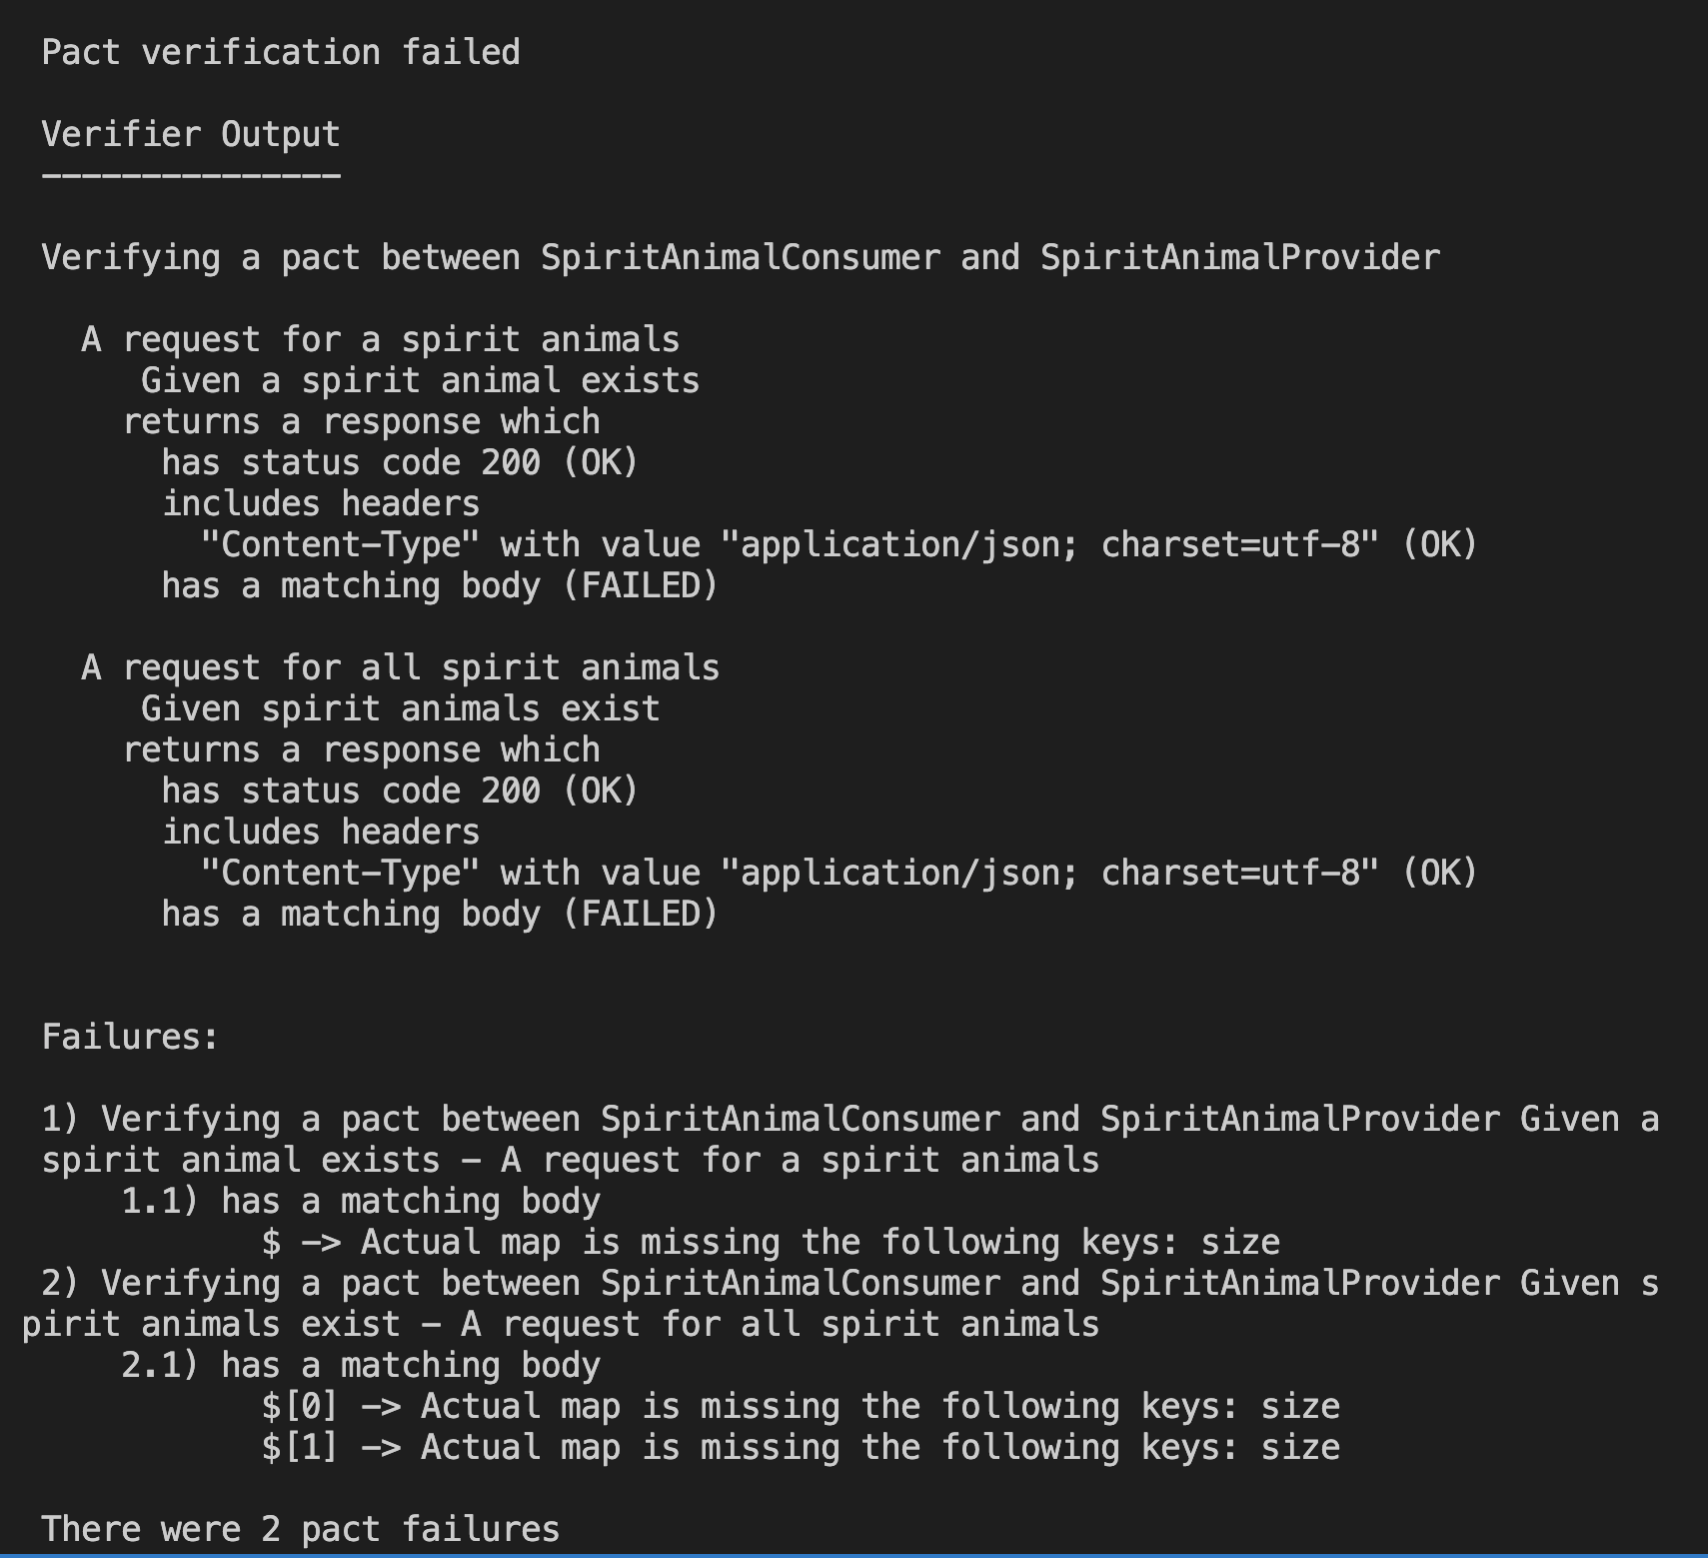 Pact verification failed
Verifier Output
---------------
Verifying a pact between SpiritAnimalConsumer and SpiritAnimalProvider
A request for a spirit animals
Given a spirit animal exists
returns a response which
has status code 200 (OK)
includes headers
"Content-Type" with value "application/json; charset=utf-8" (OK)
has a matching body (FAILED)
A request for all spirit animals
Given spirit animals exist
returns a response which
has status code 200 (OK)
includes headers
"Content-Type" with value "application/json; charset=utf-8" (OK)
has a matching body (FAILED)
Failures:
1) Verifying a pact between SpiritAnimalConsumer and SpiritAnimalProvider Given a
spirit animal exists - A request for a spirit animals
1.1) has a matching body
$ -> Actual map is missing the following keys: size
2) Verifying a pact between SpiritAnimalConsumer and SpiritAnimalProvider Given s
pirit animals exist - A request for all spirit animals
2.1) has a matching body
$[0] -> Actual map is missing the following keys: size
$[1] -> Actual map is missing the following keys: size
There were 2 pact failures